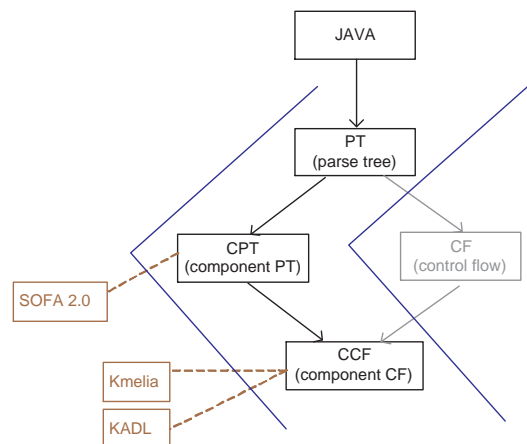 JAVA
PT
(parse tree)
CPT
(component PT)
CF
(control flow)
SOFA 2.0
CCF
(component CF)
Kmelia
KADL